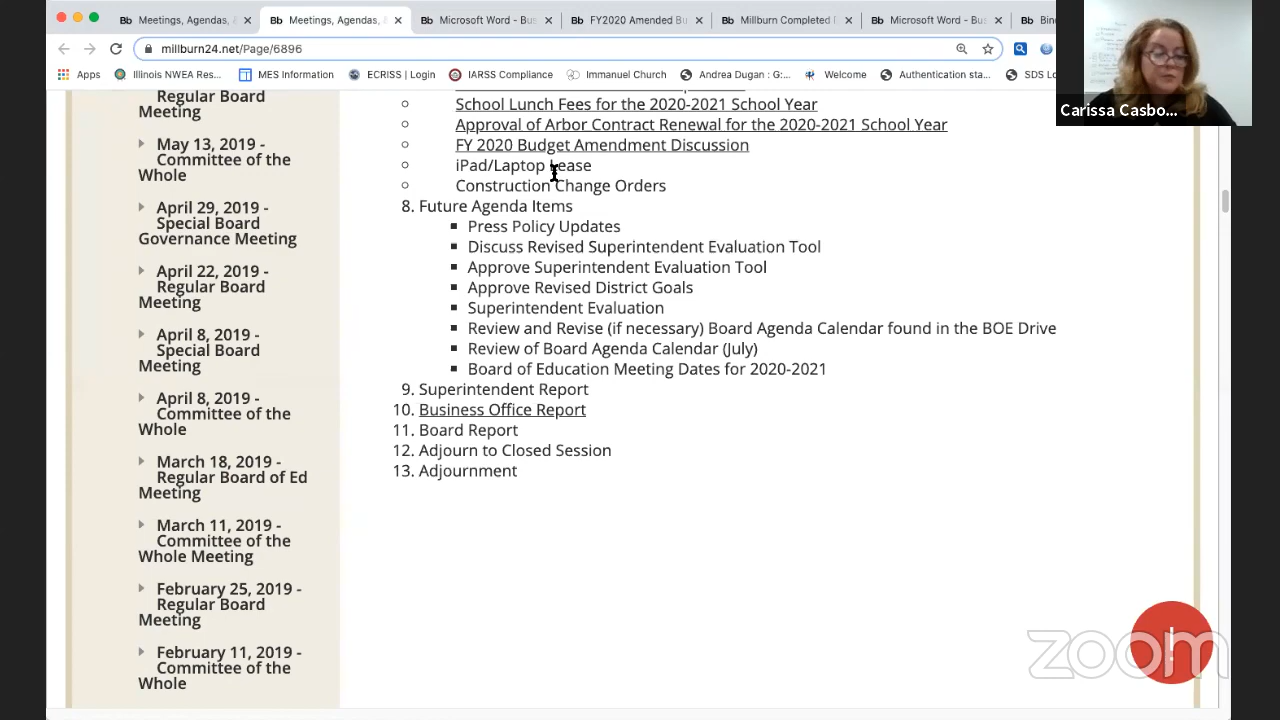 Meetings, Agendas, &
Meetings, Agendas, &
Microsoft Word - Bus
FY2020 Amended Bu
Millburn Completed
Microsoft Word - Bus
millburn24.net/Page/6896
Apps
Illinois NWEA Res...
MES Information
ECRISS | Login
IARSS Compliance
Immanuel Church
Andrea Dugan : G:...
Welcome
Authentication sta...
Carissa Casbo...
Regular Board
Meeting
May 13, 2019 -
Committee of the
Whole
April 29, 2019 -
Special Board
Governance Meeting
April 22, 2019 -
Regular Board
Meeting
April 8, 2019 -
Special Board
Meeting
April 8, 2019 -
Committee of the
Whole
March 18, 2019 -
Regular Board of Ed
Meeting
March 11, 2019 -
Committee of the
Whole Meeting
February 25, 2019 -
Regular Board
Meeting
February 11, 2019 -
Committee of the
Whole
School Lunch Fees for the 2020-2021 School Year
Approval of Arbor Contract Renewal for the 2020-2021 School Year
FY 2020 Budget Amendment Discussion
iPad/Laptop Lease
Construction Change Orders
8. Future Agenda Items
Press Policy Updates
Discuss Revised Superintendent Evaluation Tool
Approve Superintendent Evaluation Tool
Approve Revised District Goals
Superintendent Evaluation
Review and Revise (if necessary) Board Agenda Calendar found in the BOE Drive
Review of Board Agenda Calendar (July)
Board of Education Meeting Dates for 2020-2021
9. Superintendent Report
10. Business Office Report
11. Board Report
12. Adjourn to Closed Session
13. Adjournment
zoom